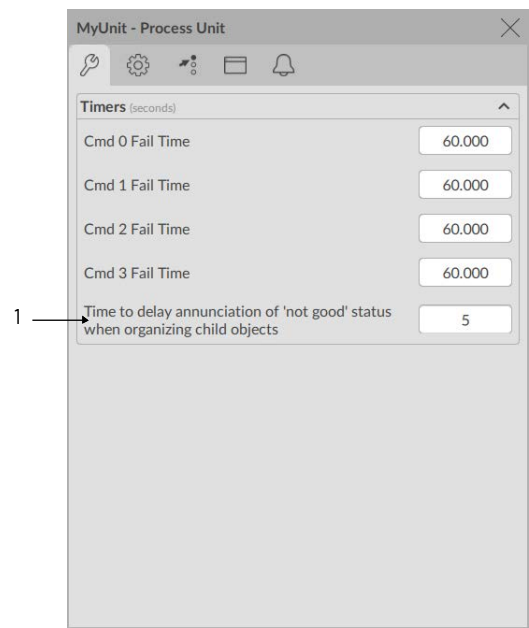 MyUnit - Process Unit
Timers (seconds)
Cmd 0 Fail Time 60.000
Cmd 1 Fail Time 60.000
Cmd 2 Fail Time 60.000
Cmd 3 Fail Time 60.000
1
Time to delay annunciation of 'not good' status
when organizing child objects
5